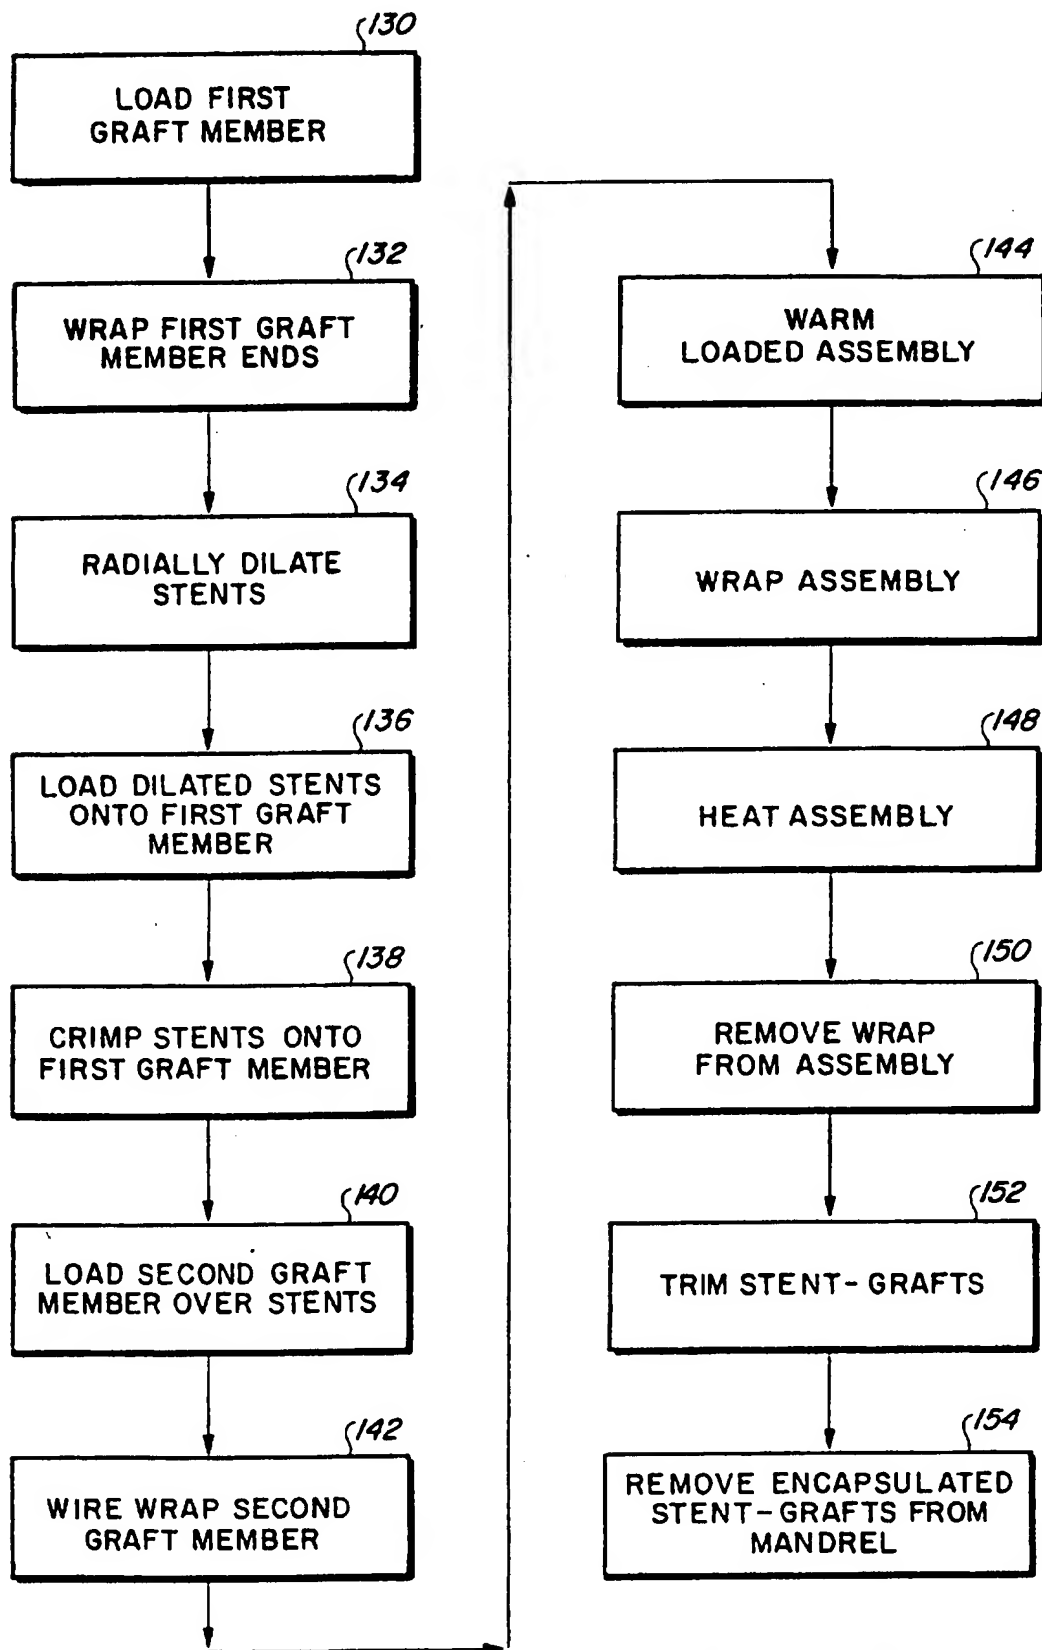 130
LOAD FIRST
GRAFT MEMBER
132
WRAP FIRST GRAFT
MEMBER ENDS
134
RADIALLY DILATE
STENTS
136
LOAD DILATED STENTS
ONTO FIRST GRAFT
MEMBER
138
CRIMP STENTS ONTO
FIRST GRAFT MEMBER
140
LOAD SECOND GRAFT
MEMBER OVER STENTS
142
WIRE WRAP SECOND
GRAFT MEMBER
144
WARM
LOADED ASSEMBLY
146
WRAP ASSEMBLY
148
HEAT ASSEMBLY
150
REMOVE WRAP
FROM ASSEMBLY
152
TRIM STENT-GRAFTS
154
REMOVE ENCAPSULATED
STENT-GRAFTS FROM
MANDREL